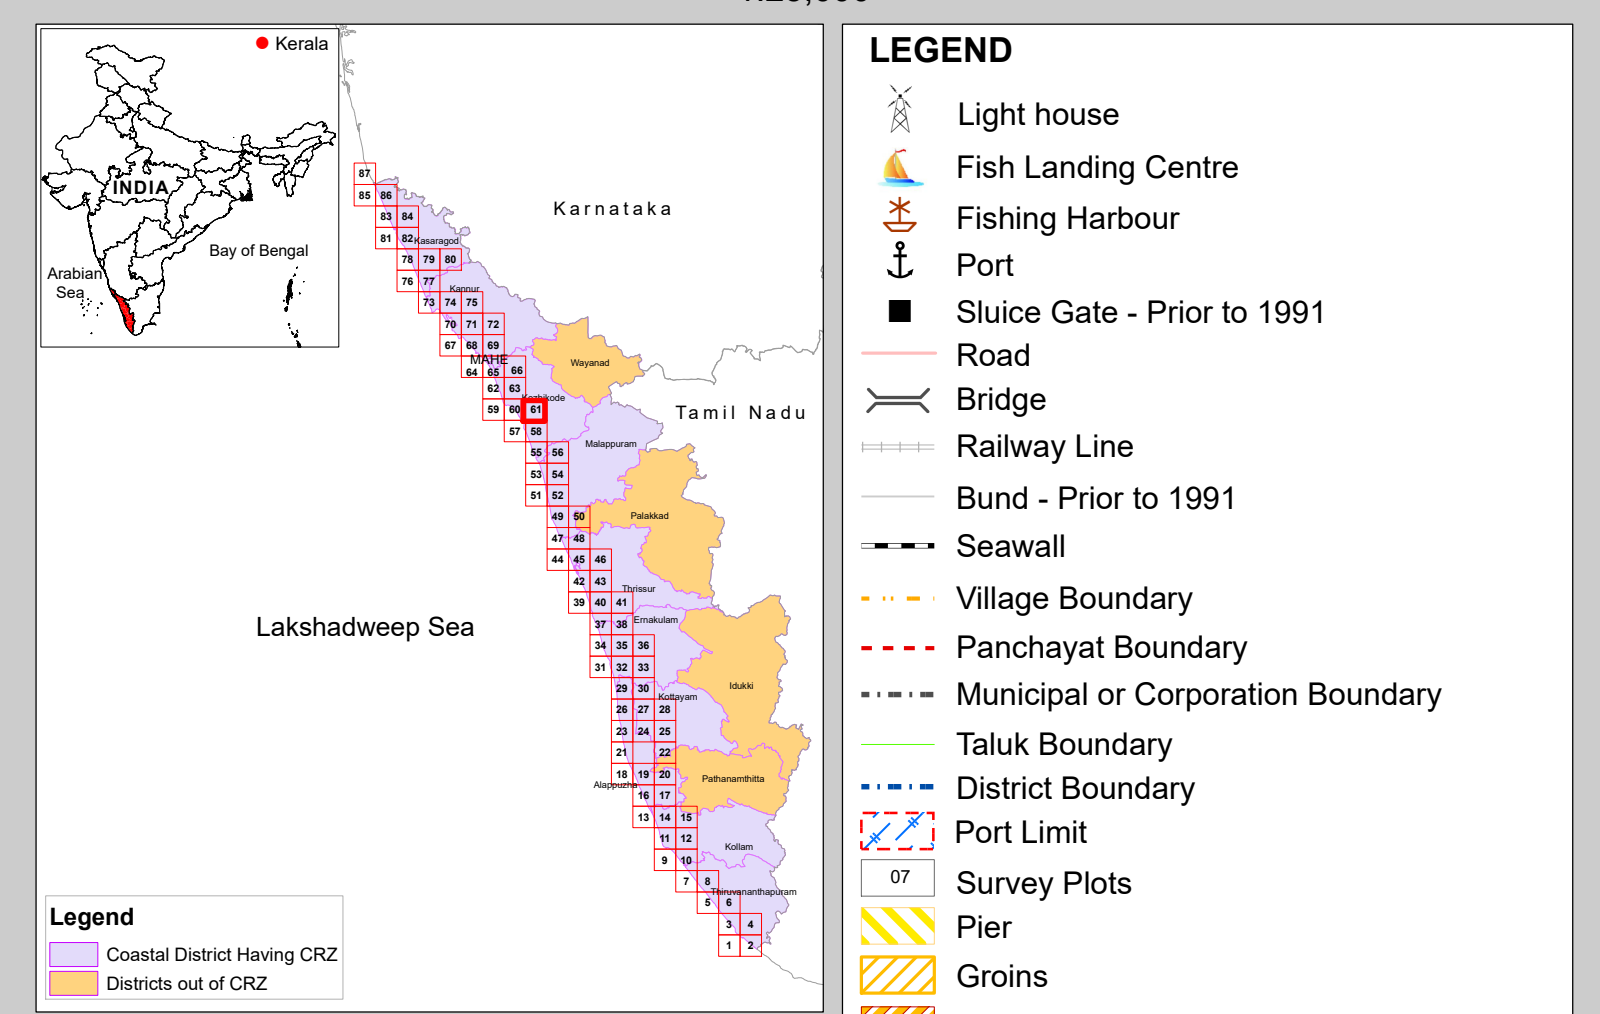 Kerala
INDIA
Bay of Bengal
Arabian
Sea
Karnataka
87
85 86
83 84
81 82
Kasaragod
78 79 80
76 77
Kannur
73 74 75
70 71 72
67 68 69
MAHE
64 65 66
Wayanad
62 63
Kozhikode
59 60 61
Tamil Nadu
57 58
Malappuram
55 56
53 54
51 52
49 50
Palakkad
47 48
44 45 46
42 43
Thrissur
39 40 41
Ernakulam
37 38
Lakshadweep Sea
34 35 36
31 32 33
29 30
Idukki
Kottayam
26 27 28
23 24 25
21 22
18 19 20
Pathanamthitta
Alappuzha
16 17
13 14 15
11 12
Kollam
9 10
7 8
Thiruvananthapuram
5 6
3 4
1 2
Legend
Coastal District Having CRZ
Districts out of CRZ
LEGEND
Light house
Fish Landing Centre
Fishing Harbour
Port
Sluice Gate - Prior to 1991
Road
Bridge
Railway Line
Bund - Prior to 1991
Seawall
Village Boundary
Panchayat Boundary
Municipal or Corporation Boundary
Taluk Boundary
District Boundary
Port Limit
07
Survey Plots
Pier
Groins